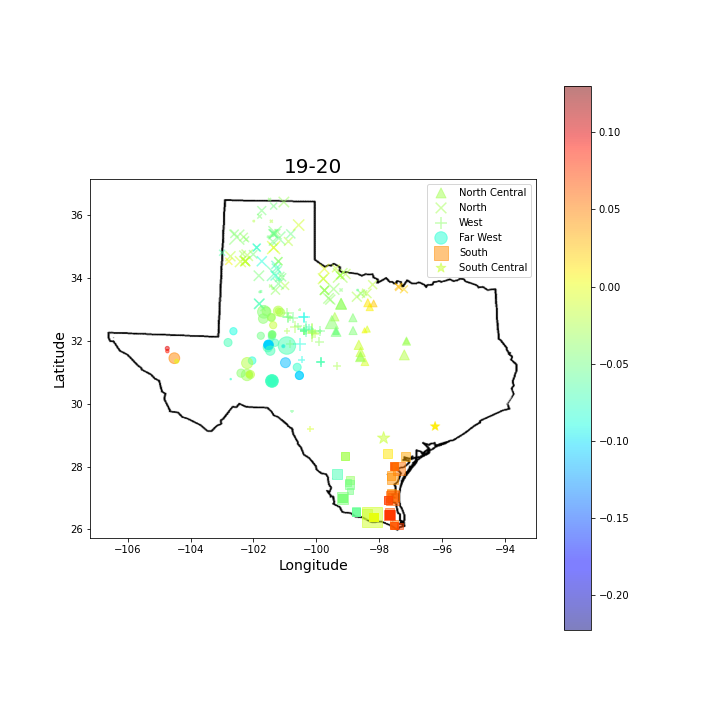 19-20
North Central
North
West
Far West
South
South Central
36
34
32
30
28
26
Latitude
−106
−104
−102
−100
−98
−96
−94
Longitude
0.10
0.05
0.00
−0.05
−0.10
−0.15
−0.20